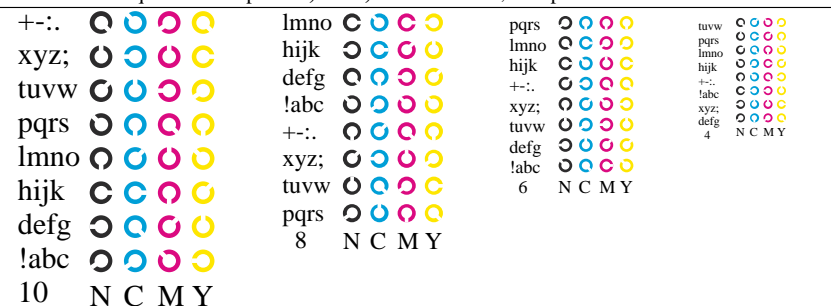 +-:.
xyz;
tuvw
pqrs
lmno
hijk
defg
!abc
10 N C M Y
lmno
hijk
defg
!abc
+-:.
xyz;
tuvw
pqrs
8 N C M Y
pqrs
lmno
hijk
+-:.
xyz;
tuvw
defg
!abc
6 N C M Y
tuvw
pqrs
lmno
hijk
+-:.
!abc
xyz;
defg
4 N C M Y